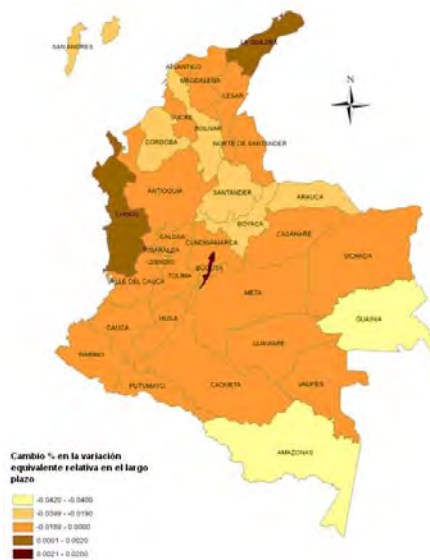 SAN ANDRES
LA GUAJIRA
ATLANTICO
MAGDALENA
CESAR
N
SUCRE
BOLIVAR
CORDOBA
NORTE DE SANTANDER
ANTIOQUIA
SANTANDER
ARAUCA
CHOCO
BOYACA
CASANARE
CALDAS
CUNDINAMARCA
RISARALDA
VICHADA
QUINDIO
BOGOTA
VALLE DEL CAUCA
TOLIMA
META
GUAINIA
CAUCA
HUILA
GUAVIARE
NARIÑO
VAUPES
PUTUMAYO
CAQUETA
AMAZONAS
Cambio % en la variación
equivalente relativa en el largo
plazo
-0.0420 - -0.0400
-0.0399 - -0.0190
-0.0189 - 0.0000
0.0001 - 0.0020
0.0021 - 0.0200